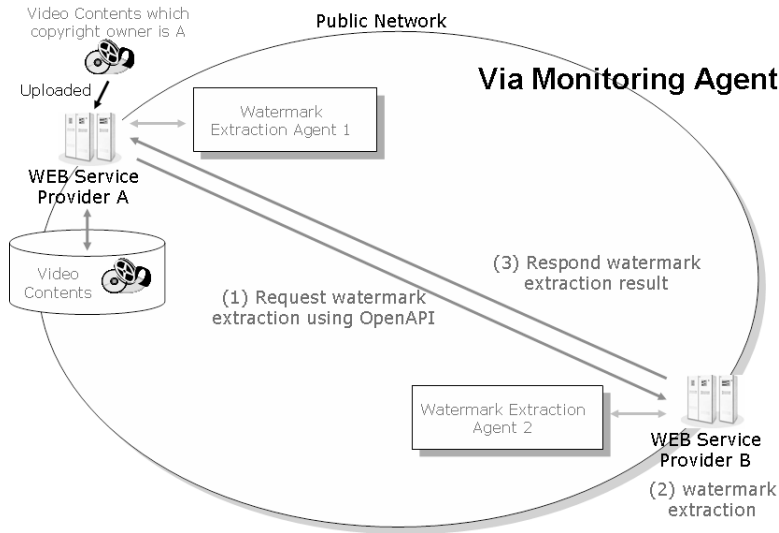 Video Contents which
copyright owner is A
Public Network
Via Monitoring Agent
Uploaded
Watermark
Extraction Agent 1
WEB Service
Provider A
Video
Contents
(1) Request watermark
extraction using OpenAPI
(3) Respond watermark
extraction result
Watermark Extraction
Agent 2
WEB Service
Provider B
(2) watermark
extraction